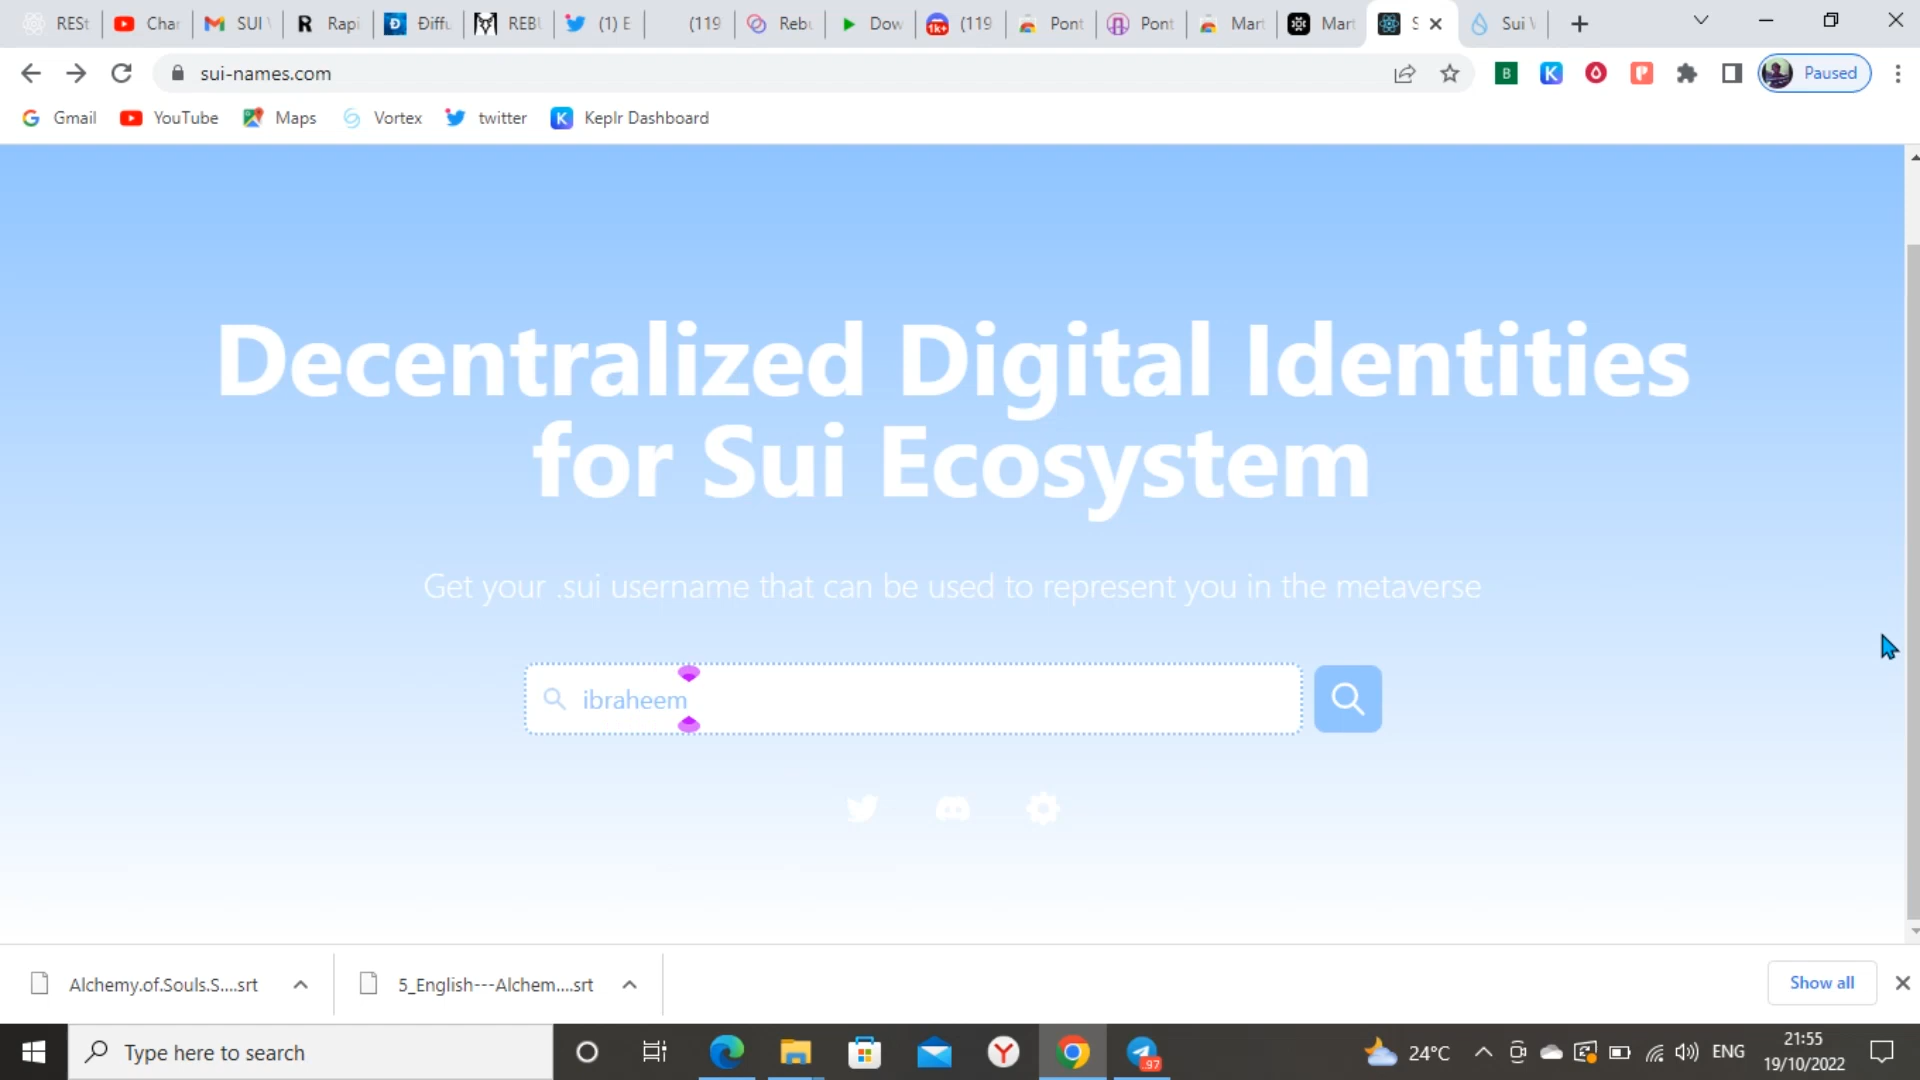 RESt
Char
SUI
Rapi
Diffu
REBU
(1) E
(119
Rebu
Dow
(119
Pont
Pont
Mart
Mart
S
Sui
sui-names.com
Paused
Gmail
YouTube
Maps
Vortex
twitter
Keplr Dashboard
Decentralized Digital Identities
for Sui Ecosystem
Get your .sui username that can be used to represent you in the metaverse
ibraheem
Alchemy.of.Souls.S....srt
5_English---Alchem....srt
Show all
Type here to search
97
24°C
ENG
21:55
19/10/2022